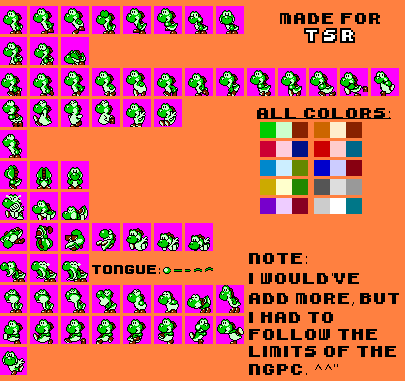 MADE FOR
TSR
ALL COLORS:
TONGUE:
NOTE:
I WOULD'VE
ADD MORE, BUT
I HAD TO
FOLLOW THE
LIMITS OF THE
NGPC. ^^"